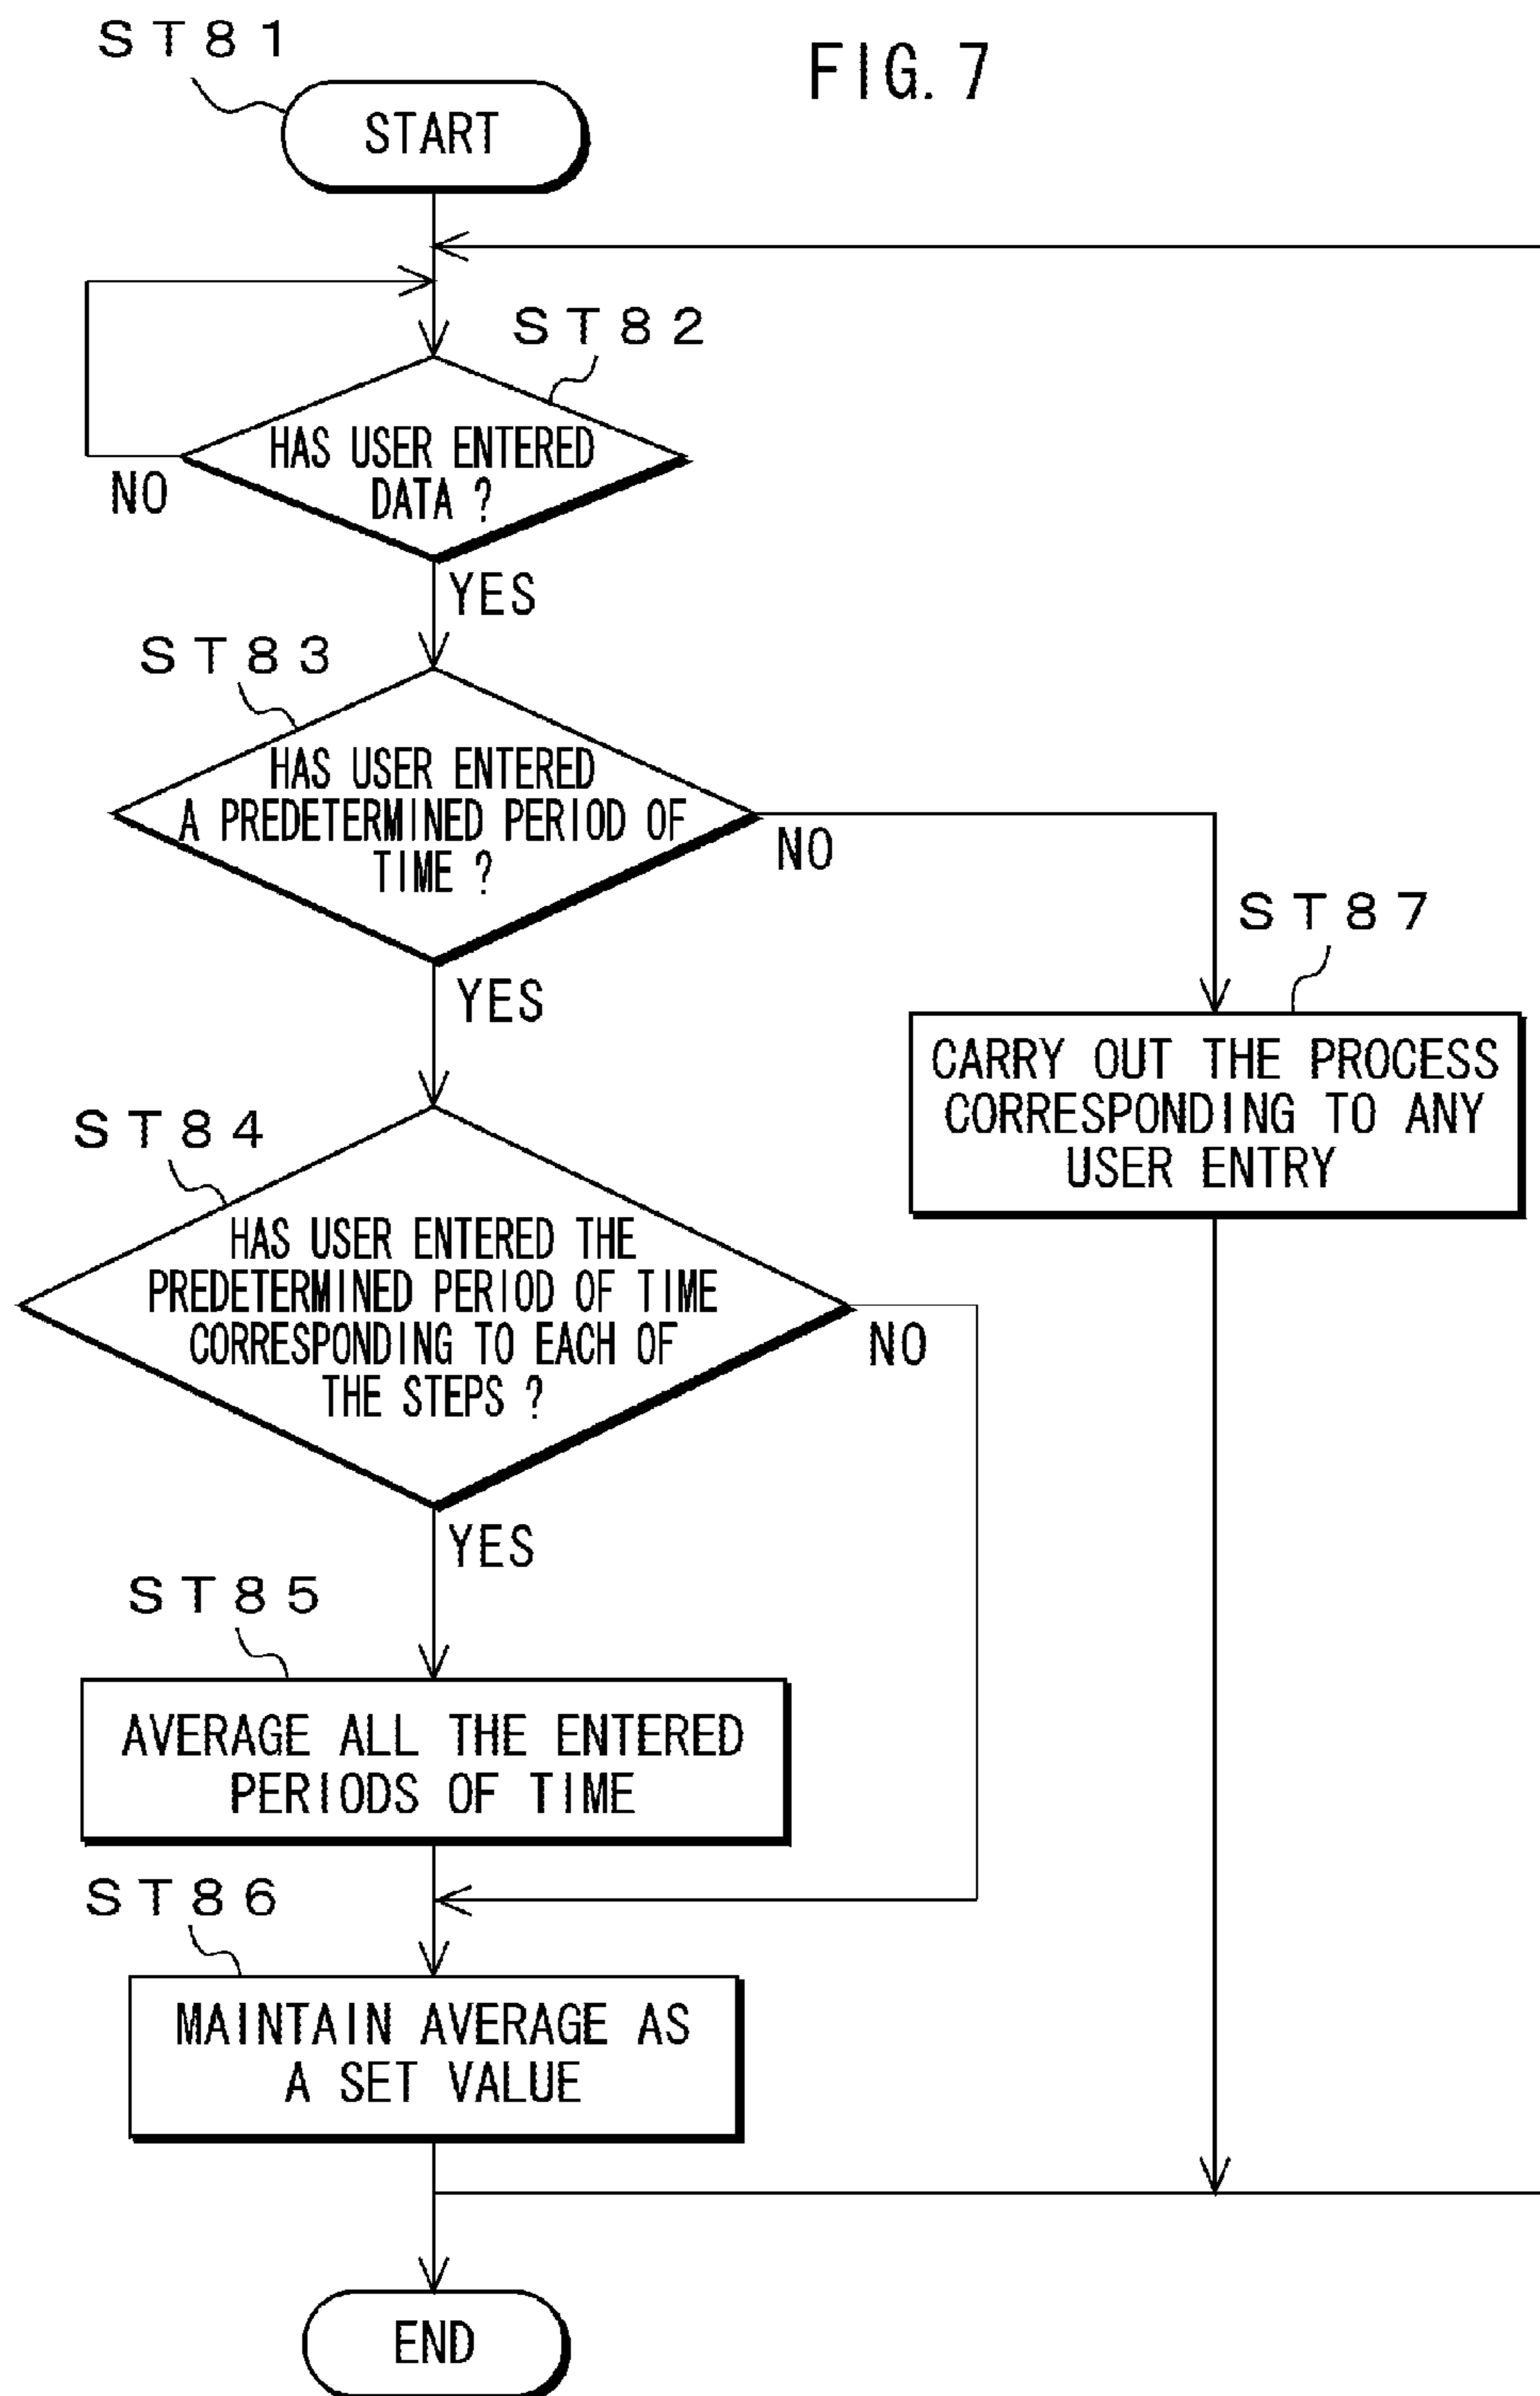 FIG. 7
ST81
START
ST82
HAS USER ENTERED
DATA ?
NO
YES
ST83
HAS USER ENTERED
A PREDETERMINED PERIOD OF
TIME ?
NO
YES
ST87
CARRY OUT THE PROCESS
CORRESPONDING TO ANY
USER ENTRY
ST84
HAS USER ENTERED THE
PREDETERMINED PERIOD OF TIME
CORRESPONDING TO EACH OF
THE STEPS ?
NO
YES
ST85
AVERAGE ALL THE ENTERED
PERIODS OF TIME
ST86
MAINTAIN AVERAGE AS
A SET VALUE
END